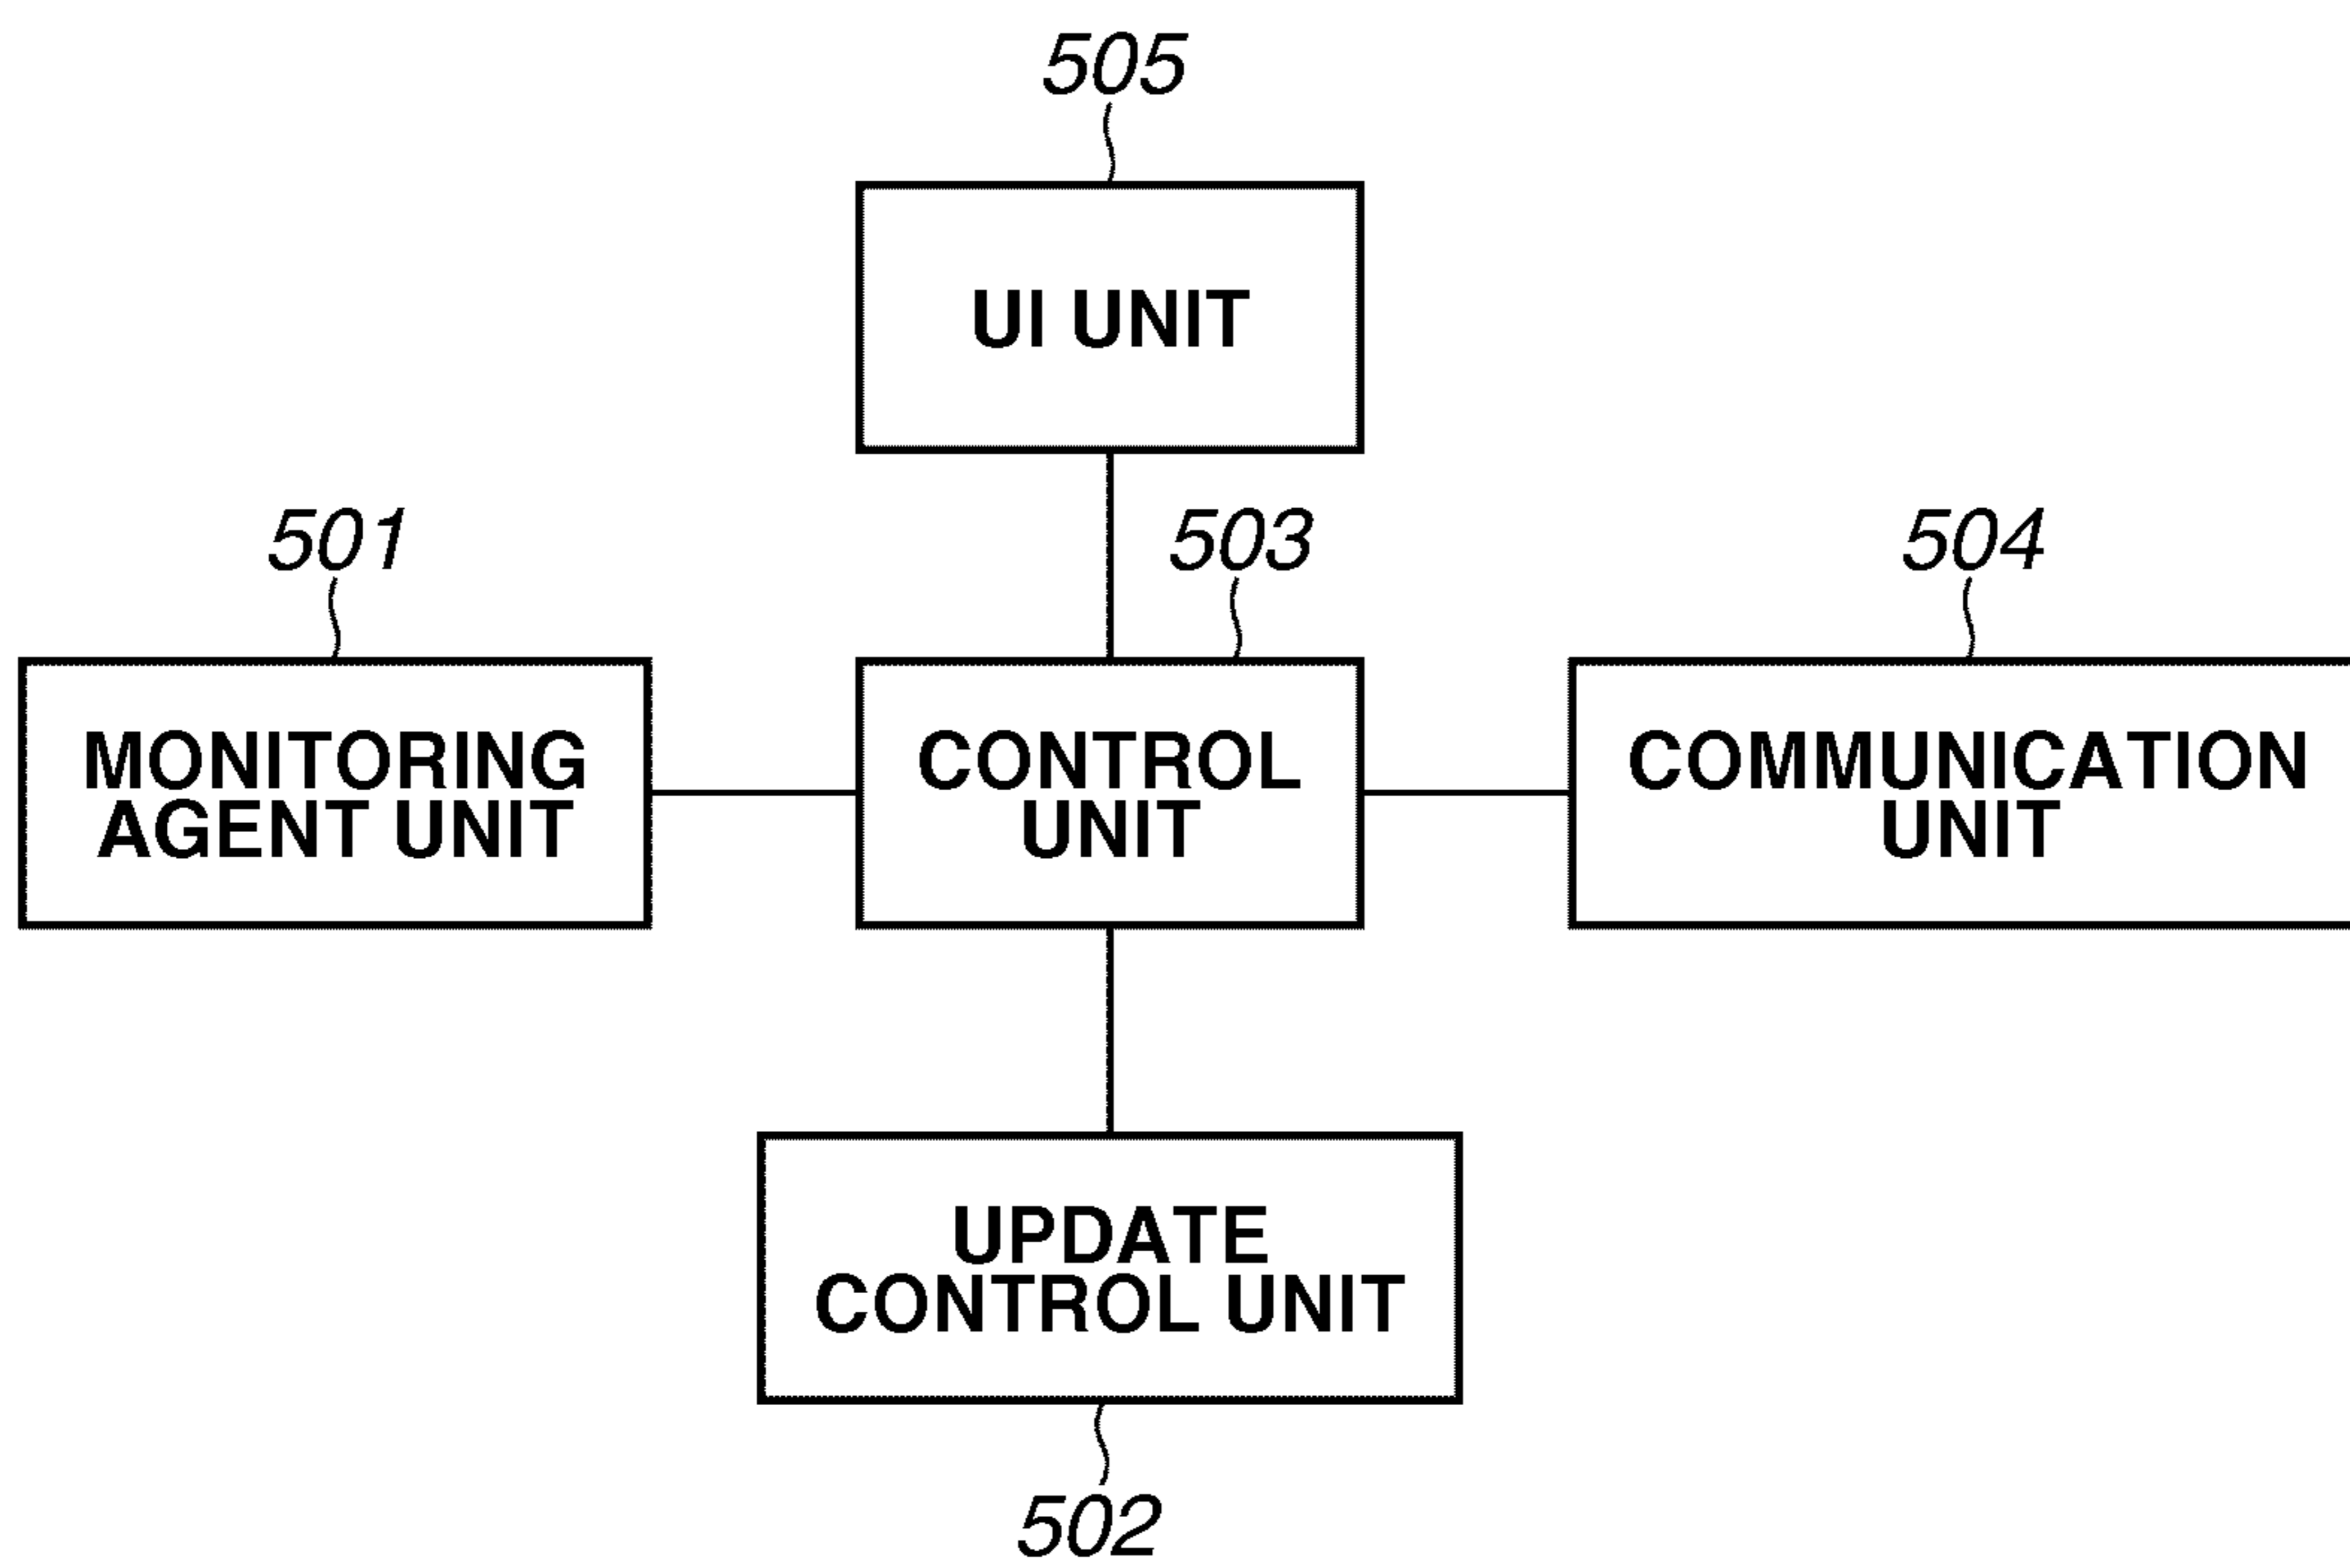 505
UI UNIT
501
503
504
MONITORING
AGENT UNIT
CONTROL
UNIT
COMMUNICATION
UNIT
UPDATE
CONTROL UNIT
502